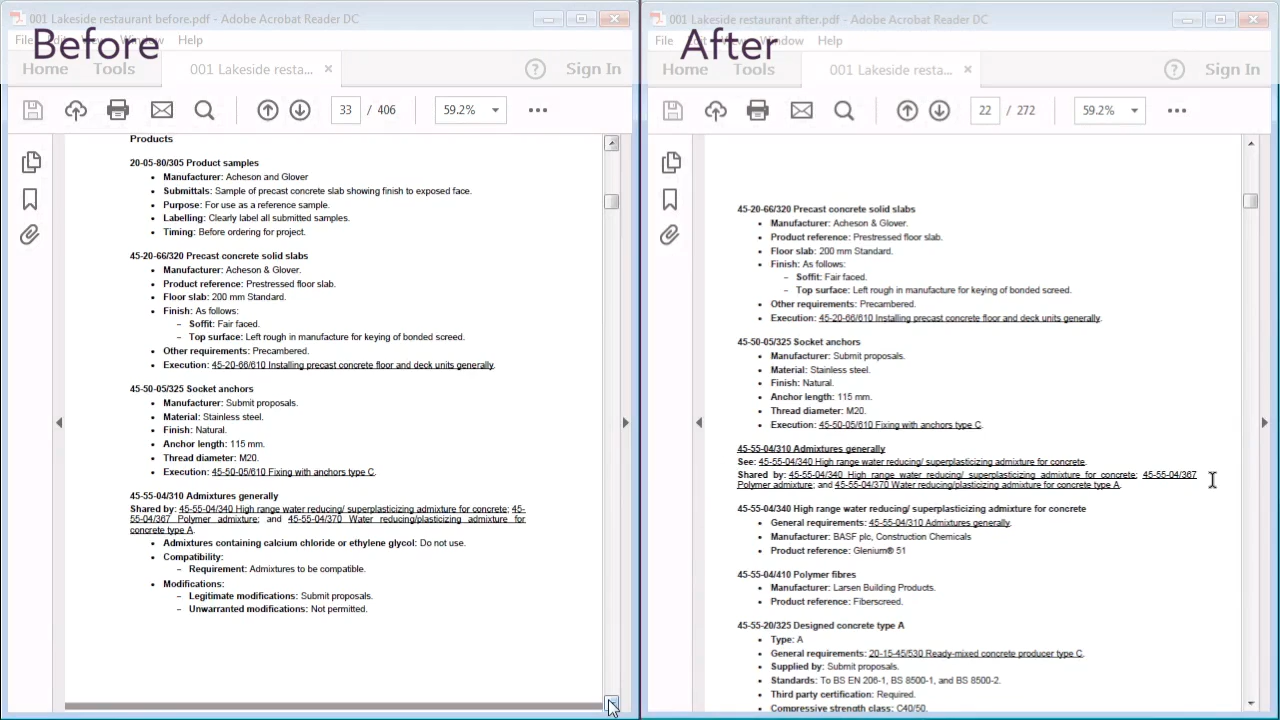 001 Lakeside restaurant before.pdf - Adobe Acrobat Reader DC
Before
File Window Help
Home Tools 001 Lakeside resta... × ? Sign In
33 / 406 59.2%
Products
20-05-80/305 Product samples
• Manufacturer: Acheson and Glover
• Submittals: Sample of precast concrete slab showing finish to exposed face.
• Purpose: For use as a reference sample.
• Labelling: Clearly label all submitted samples.
• Timing: Before ordering for project.
45-20-66/320 Precast concrete solid slabs
• Manufacturer: Acheson & Glover.
• Product reference: Prestressed floor slab.
• Floor slab: 200 mm Standard.
• Finish: As follows:
– Soffit: Fair faced.
– Top surface: Left rough in manufacture for keying of bonded screed.
• Other requirements: Precambered.
• Execution: 45-20-66/610 Installing precast concrete floor and deck units generally.
45-50-05/325 Socket anchors
• Manufacturer: Submit proposals.
• Material: Stainless steel.
• Finish: Natural.
• Anchor length: 115 mm.
• Thread diameter: M20.
• Execution: 45-50-05/610 Fixing with anchors type C.
45-55-04/310 Admixtures generally
Shared by: 45-55-04/340 High range water reducing/ superplasticizing admixture for concrete; 45-
55-04/367 Polymer admixture; and 45-55-04/370 Water reducing/plasticizing admixture for
concrete type A.
• Admixtures containing calcium chloride or ethylene glycol: Do not use.
• Compatibility:
– Requirement: Admixtures to be compatible.
• Modifications:
– Legitimate modifications: Submit proposals.
– Unwarranted modifications: Not permitted.
001 Lakeside restaurant after.pdf - Adobe Acrobat Reader DC
After
File Window Help
Home Tools 001 Lakeside resta... × ? Sign In
22 / 272 59.2%
45-20-66/320 Precast concrete solid slabs
• Manufacturer: Acheson & Glover.
• Product reference: Prestressed floor slab.
• Floor slab: 200 mm Standard.
• Finish: As follows:
– Soffit: Fair faced.
– Top surface: Left rough in manufacture for keying of bonded screed.
• Other requirements: Precambered.
• Execution: 45-20-66/610 Installing precast concrete floor and deck units generally.
45-50-05/325 Socket anchors
• Manufacturer: Submit proposals.
• Material: Stainless steel.
• Finish: Natural.
• Anchor length: 115 mm.
• Thread diameter: M20.
• Execution: 45-50-05/610 Fixing with anchors type C.
45-55-04/310 Admixtures generally
See: 45-55-04/340 High range water reducing/ superplasticizing admixture for concrete.
Shared by: 45-55-04/340 High range water reducing/ superplasticizing admixture for concrete; 45-55-04/367
Polymer admixture; and 45-55-04/370 Water reducing/plasticizing admixture for concrete type A.
45-55-04/340 High range water reducing/ superplasticizing admixture for concrete
• General requirements: 45-55-04/310 Admixtures generally.
• Manufacturer: BASF plc, Construction Chemicals
• Product reference: Glenium® 51
45-55-04/410 Polymer fibres
• Manufacturer: Larsen Building Products.
• Product reference: Fiberscreed.
45-55-20/325 Designed concrete type A
• Type: A
• General requirements: 20-15-45/530 Ready-mixed concrete producer type C.
• Supplied by: Submit proposals.
• Standards: To BS EN 206-1, BS 8500-1, and BS 8500-2.
• Third party certification: Required.
• Compressive strength class: C40/50.